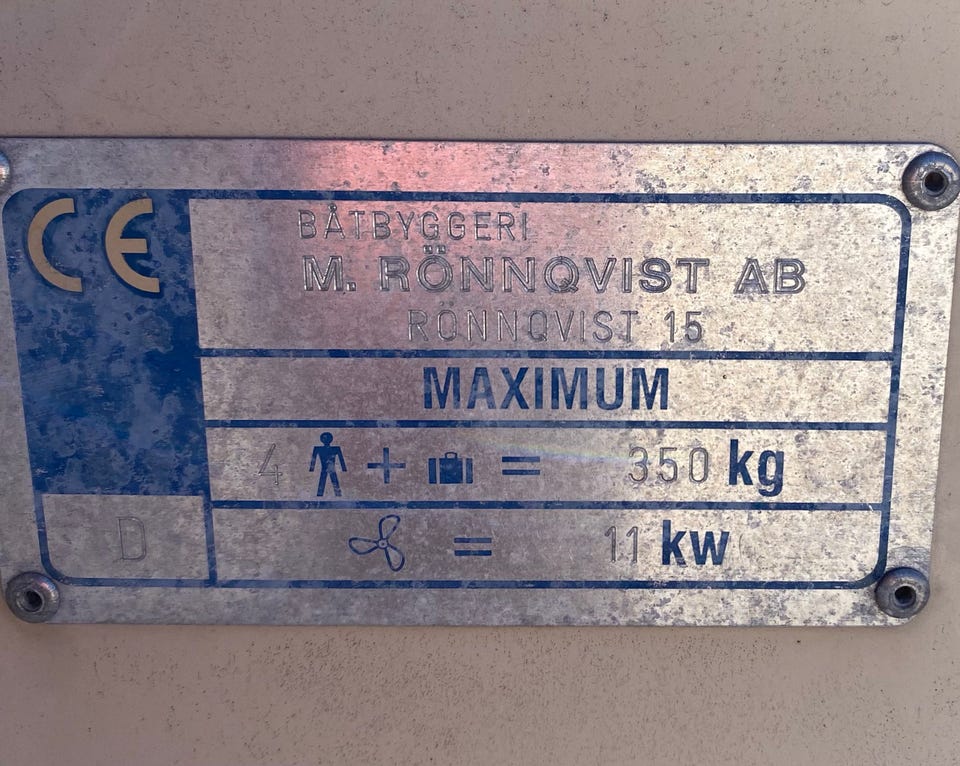 CE
BÅTBYGGERI
M. RÖNNQVIST AB
RÖNNQVIST 15
MAXIMUM
4 + = 350 kg
D
= 11 kw